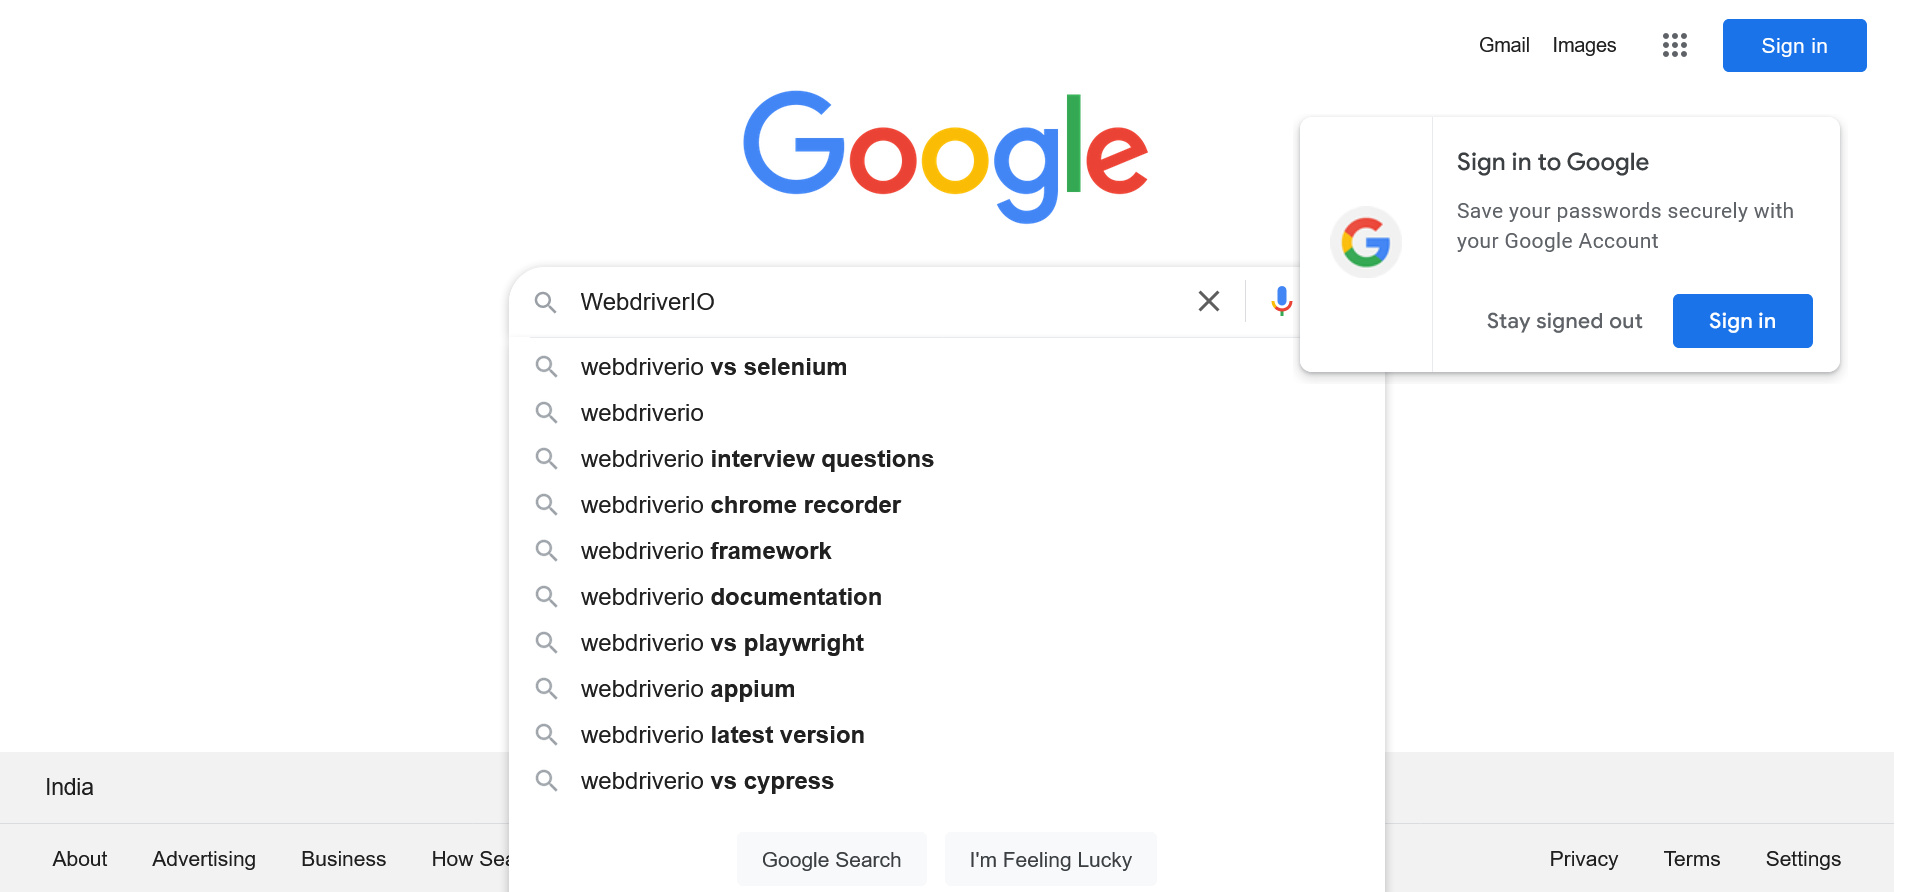 Gmail Images Sign in
Google
Sign in to Google
Save your passwords securely with
your Google Account
Stay signed out Sign in
WebdriverIO
webdriverio vs selenium
webdriverio
webdriverio interview questions
webdriverio chrome recorder
webdriverio framework
webdriverio documentation
webdriverio vs playwright
webdriverio appium
webdriverio latest version
webdriverio vs cypress
Google Search I'm Feeling Lucky
India
About Advertising Business How Sea
Privacy Terms Settings